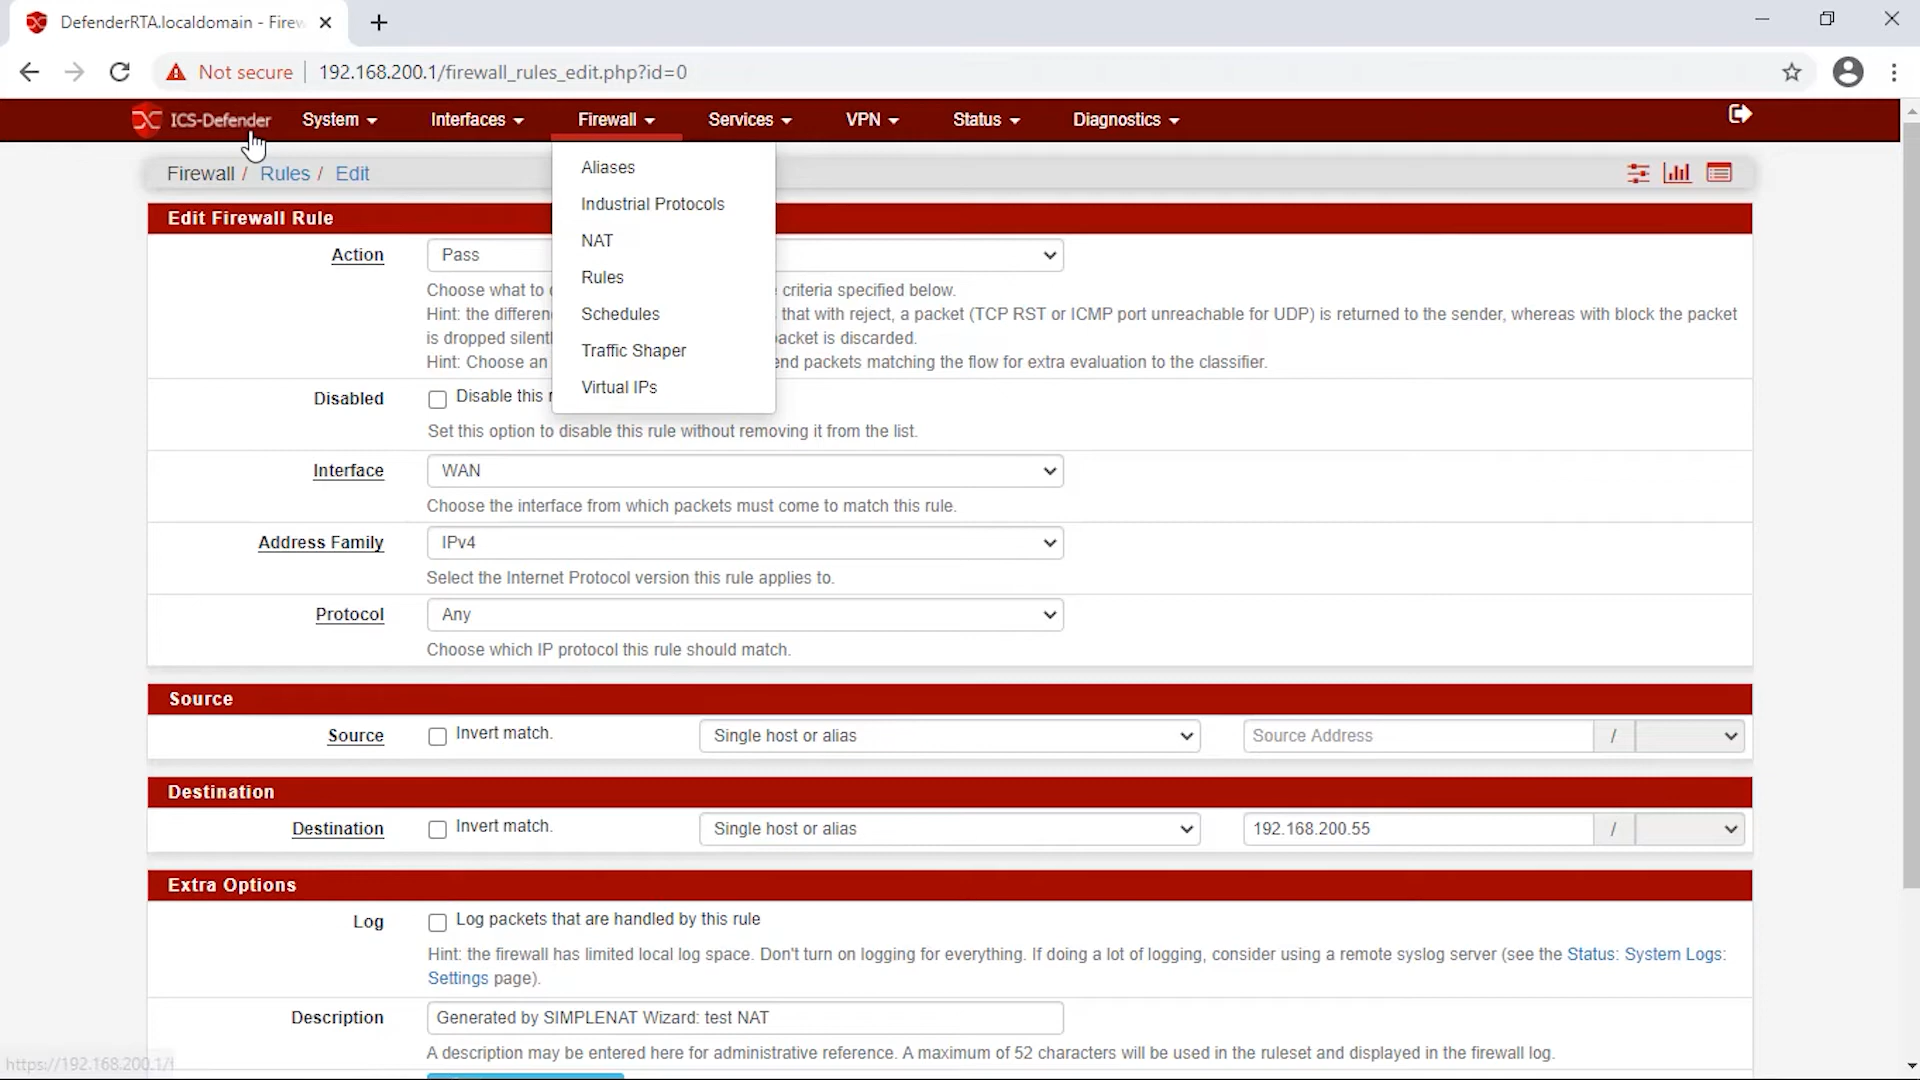 DefenderRTA.localdomain - Firew
Not secure
192.168.200.1/firewall_rules_edit.php?id=0
ICS-Defender
System
Interfaces
Firewall
Services
VPN
Status
Diagnostics
Firewall / Rules / Edit
Aliases
Industrial Protocols
NAT
Rules
Schedules
Traffic Shaper
Virtual IPs
Edit Firewall Rule
Action
Pass
Choose what to criteria specified below.
Hint: the differen that with reject, a packet (TCP RST or ICMP port unreachable for UDP) is returned to the sender, whereas with block the packet
is dropped silent acket is discarded.
Hint: Choose an end packets matching the flow for extra evaluation to the classifier.
Disabled
Disable this
Set this option to disable this rule without removing it from the list.
Interface
WAN
Choose the interface from which packets must come to match this rule.
Address Family
IPv4
Select the Internet Protocol version this rule applies to.
Protocol
Any
Choose which IP protocol this rule should match.
Source
Source
Invert match.
Single host or alias
Source Address
/
Destination
Destination
Invert match.
Single host or alias
192.168.200.55
/
Extra Options
Log
Log packets that are handled by this rule
Hint: the firewall has limited local log space. Don't turn on logging for everything. If doing a lot of logging, consider using a remote syslog server (see the Status: System Logs:
Settings page).
Description
Generated by SIMPLENAT Wizard: test NAT
A description may be entered here for administrative reference. A maximum of 52 characters will be used in the ruleset and displayed in the firewall log.
https://192.168.200.1/f